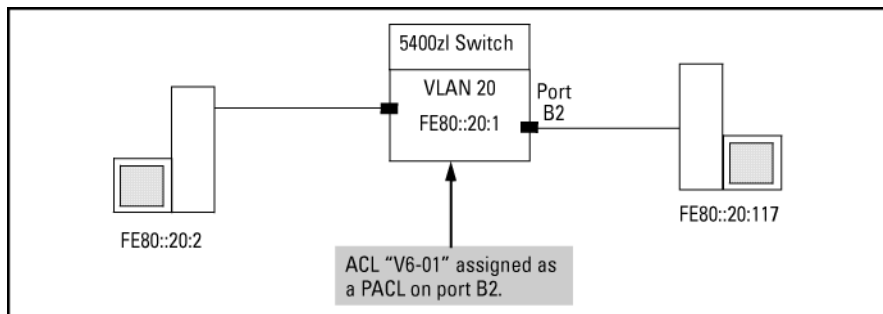 5400zl Switch
VLAN 20
FE80::20:1
Port
B2
FE80::20:2
FE80::20:117
ACL “V6-01” assigned as
a PACL on port B2.